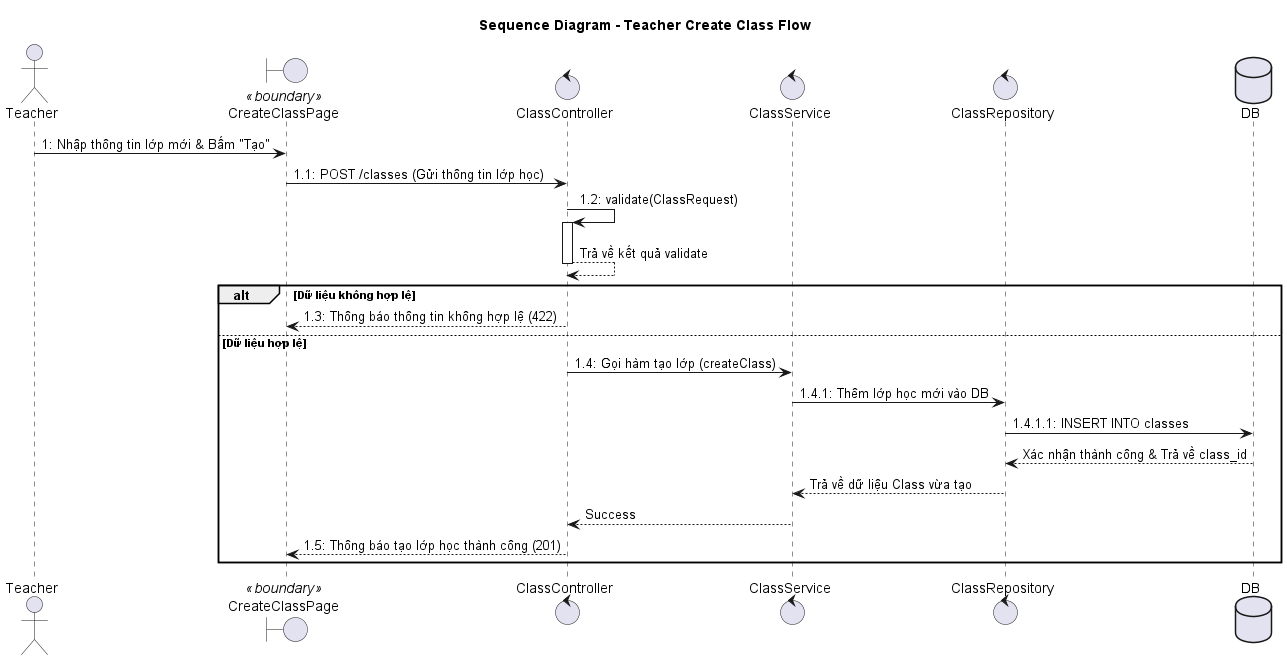 Sequence Diagram - Teacher Create Class Flow
Teacher
«boundary»
CreateClassPage
ClassController
ClassService
ClassRepository
DB
1: Nhập thông tin lớp mới & Bấm "Tạo"
1.1: POST /classes (Gửi thông tin lớp học)
1.2: validate(ClassRequest)
Trả về kết quả validate
alt [Dữ liệu không hợp lệ]
1.3: Thông báo thông tin không hợp lệ (422)
[Dữ liệu hợp lệ]
1.4: Gọi hàm tạo lớp (createClass)
1.4.1: Thêm lớp học mới vào DB
1.4.1.1: INSERT INTO classes
Xác nhận thành công & Trả về class_id
Trả về dữ liệu Class vừa tạo
Success
1.5: Thông báo tạo lớp học thành công (201)
Teacher
«boundary»
CreateClassPage
ClassController
ClassService
ClassRepository
DB